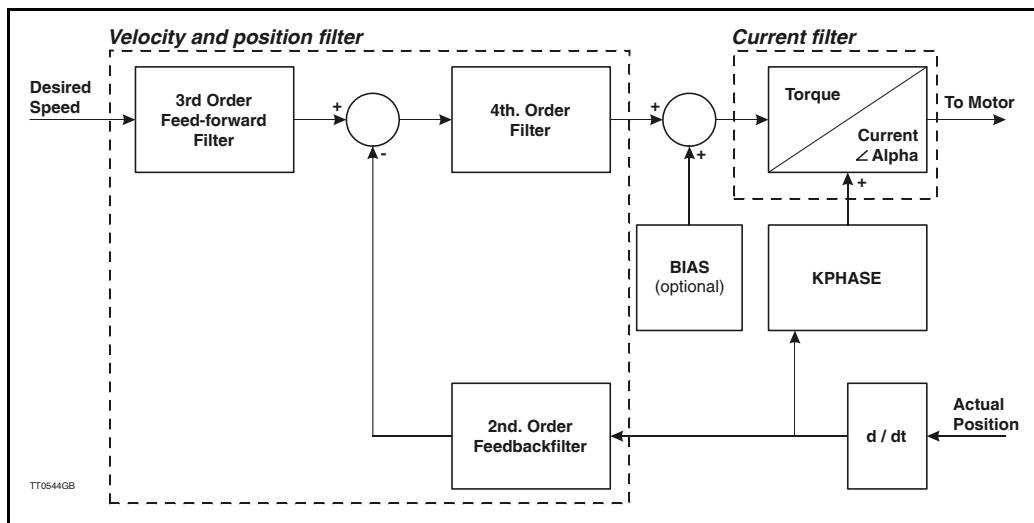 Velocity and position filter
Current filter
Desired
Speed
3rd Order
Feed-forward
Filter
+
-
4th. Order
Filter
+
+
Torque
Current
∠ Alpha
To Motor
+
BIAS
(optional)
KPHASE
2nd. Order
Feedbackfilter
d / dt
Actual
Position
TT0544GB